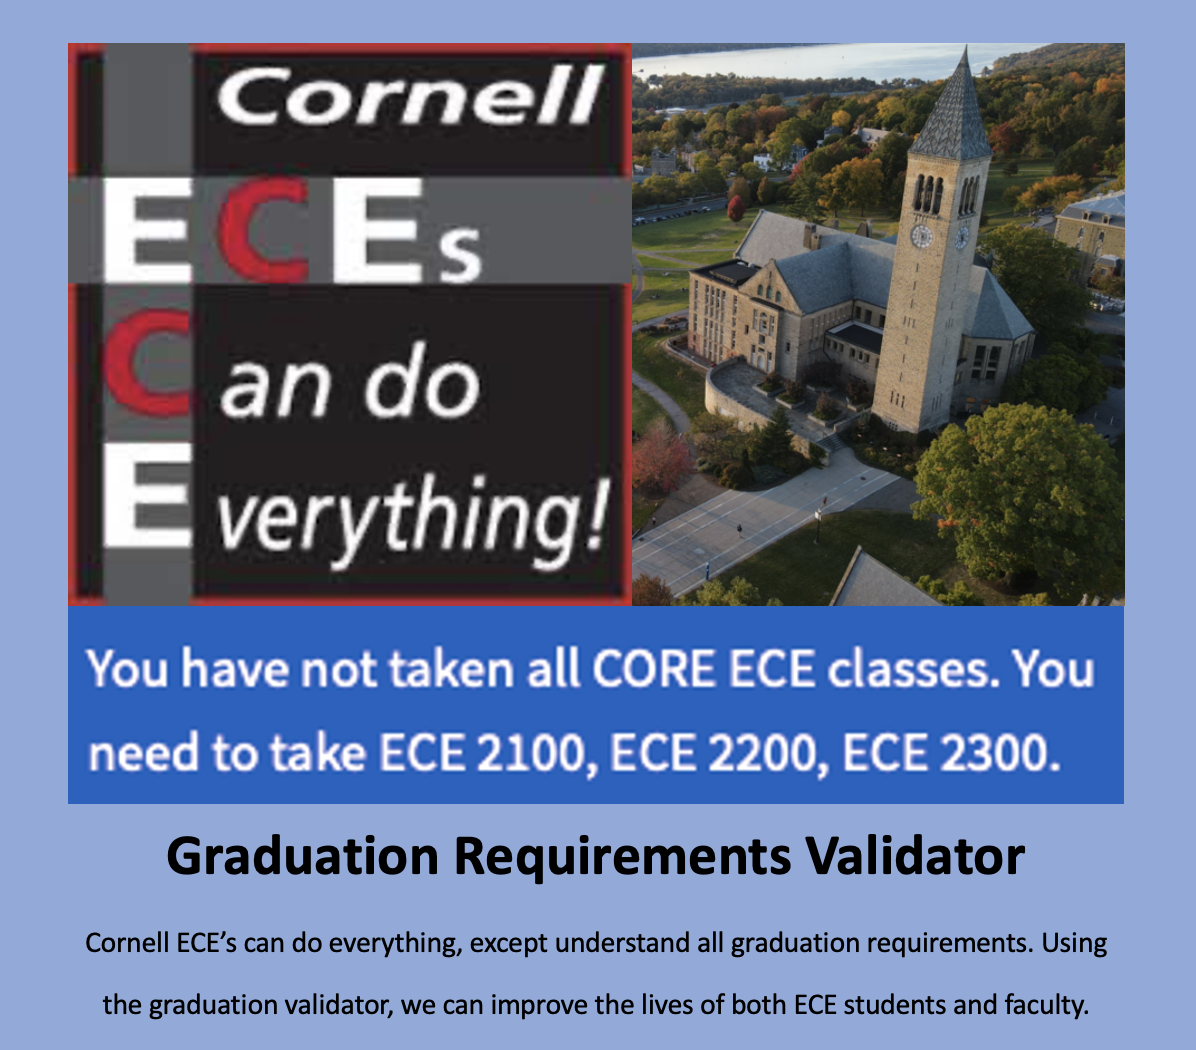 Cornell
ECEs
Can do
Everything!
You have not taken all CORE ECE classes. You
need to take ECE 2100, ECE 2200, ECE 2300.
Graduation Requirements Validator
Cornell ECE’s can do everything, except understand all graduation requirements. Using
the graduation validator, we can improve the lives of both ECE students and faculty.